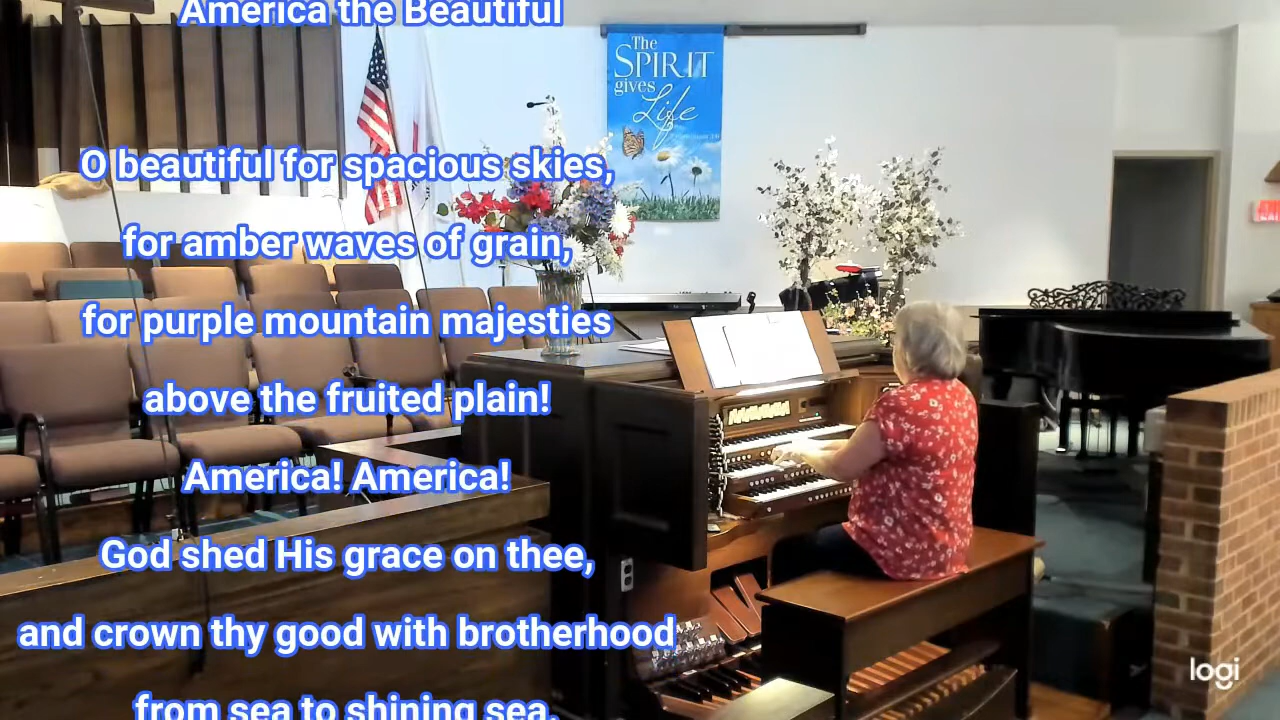 America the Beautiful
O beautiful for spacious skies,
for amber waves of grain,
for purple mountain majesties
above the fruited plain!
America! America!
God shed His grace on thee,
and crown thy good with brotherhood
from sea to shining sea.
The
SPIRIT
gives
Life
logi